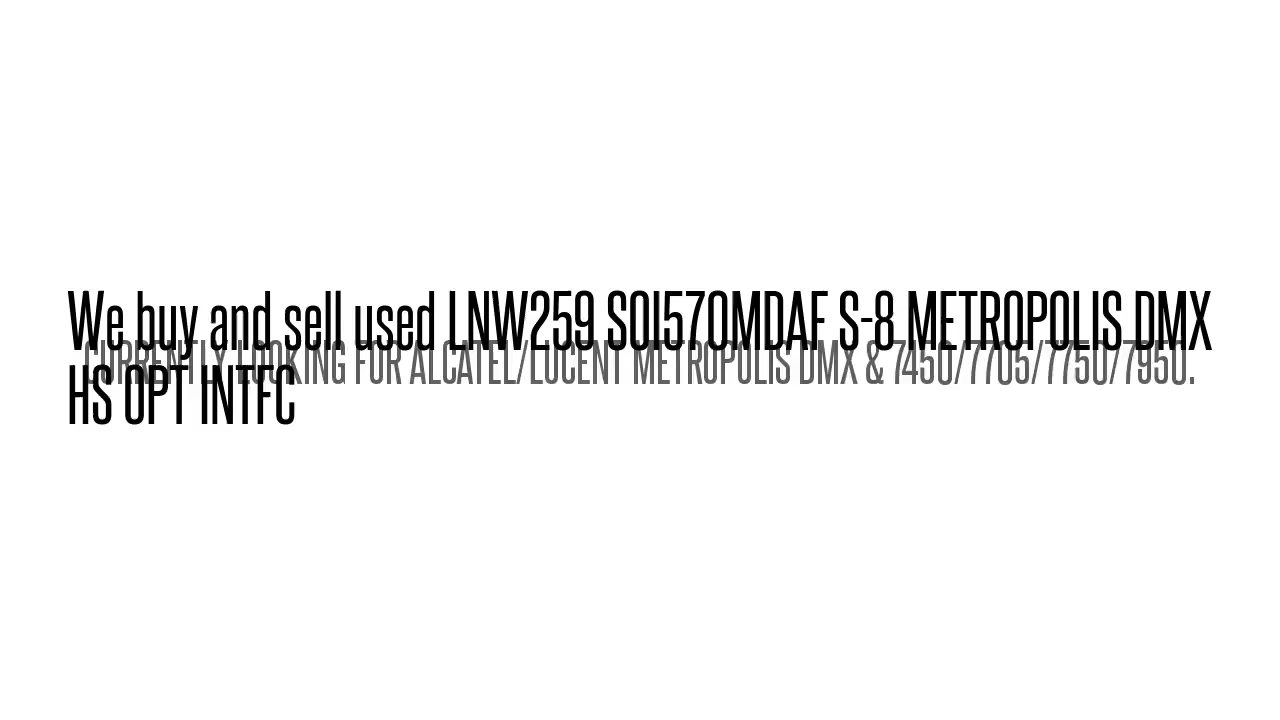 We buy and sell used LNW259 SOI570MDAF S-8 METROPOLIS DMX
CURRENTLY LOOKING FOR ALCATEL/LUCENT METROPOLIS DMX & 7450/7705/7750/7950.
HS OPT INTFC